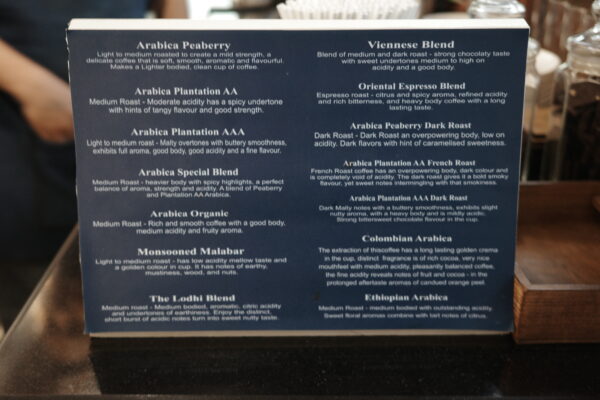 Arabica Peaberry
Light to medium roasted to create a mild strength, a
delicate coffee that is soft, smooth, aromatic and flavourful.
Makes a Lighter bodied, clean cup of coffee.
Arabica Plantation AA
Medium Roast - Moderate acidity has a spicy undertone
with hints of tangy flavour and good strength.
Arabica Plantation AAA
Light to medium roast - Malty overtones with buttery smoothness,
exhibits full aroma, good body, good acidity and a fine flavour.
Arabica Special Blend
Medium Roast - heavier body with spicy highlights, a perfect
balance of aroma, strength and acidity. A blend of Peaberry
and Plantation AA Arabica.
Arabica Organic
Medium Roast - Rich and smooth coffee with a good body,
medium acidity and fruity aroma.
Monsooned Malabar
Light to medium roast - has low acidity mellow taste and
a golden colour in cup. It has notes of earthy,
mustiness, wood, and nuts.
The Lodhi Blend
Medium roast - Medium bodied, aromatic, citric acidity
and undertones of earthiness. Enjoy the distinct,
short burst of acidic notes turn into sweet nutty taste.
Viennese Blend
Blend of medium and dark roast - strong chocolaty taste
with sweet undertones medium to high on
acidity and a good body.
Oriental Espresso Blend
Espresso roast - citrus and spicy aroma, refined acidity
and rich bitterness, and heavy body coffee with a long
lasting taste.
Arabica Peaberry Dark Roast
Dark Roast - Dark Roast an overpowering body, low on
acidity. Dark flavors with hint of caramelised sweetness.
Arabica Plantation AA French Roast
French Roast coffee has an overpowering body, dark colour and
is completely void of acidity. The dark roast gives it a bold smoky
flavour, yet sweet notes intermingling with that smokiness.
Arabica Plantation AAA Dark Roast
Dark Malty notes with a buttery smoothness, exhibits slight
nutty aroma, with a heavy body and is mildly acidic.
Strong bittersweet chocolate flavour in the cup.
Colombian Arabica
The extraction of thiscoffee has a long lasting golden crema
in the cup, distinct fragrance is of rich cocoa, very nice
mouthfeel with medium acidity, pleasantly balanced coffee,
the fine acidity reveals notes of fruit and cocoa - in the
prolonged aftertaste aromas of candued orange peel.
Ethiopian Arabica
Medium Roast - medium bodied with outstanding acidity.
Sweet floral aromas combine with tart notes of citrus.